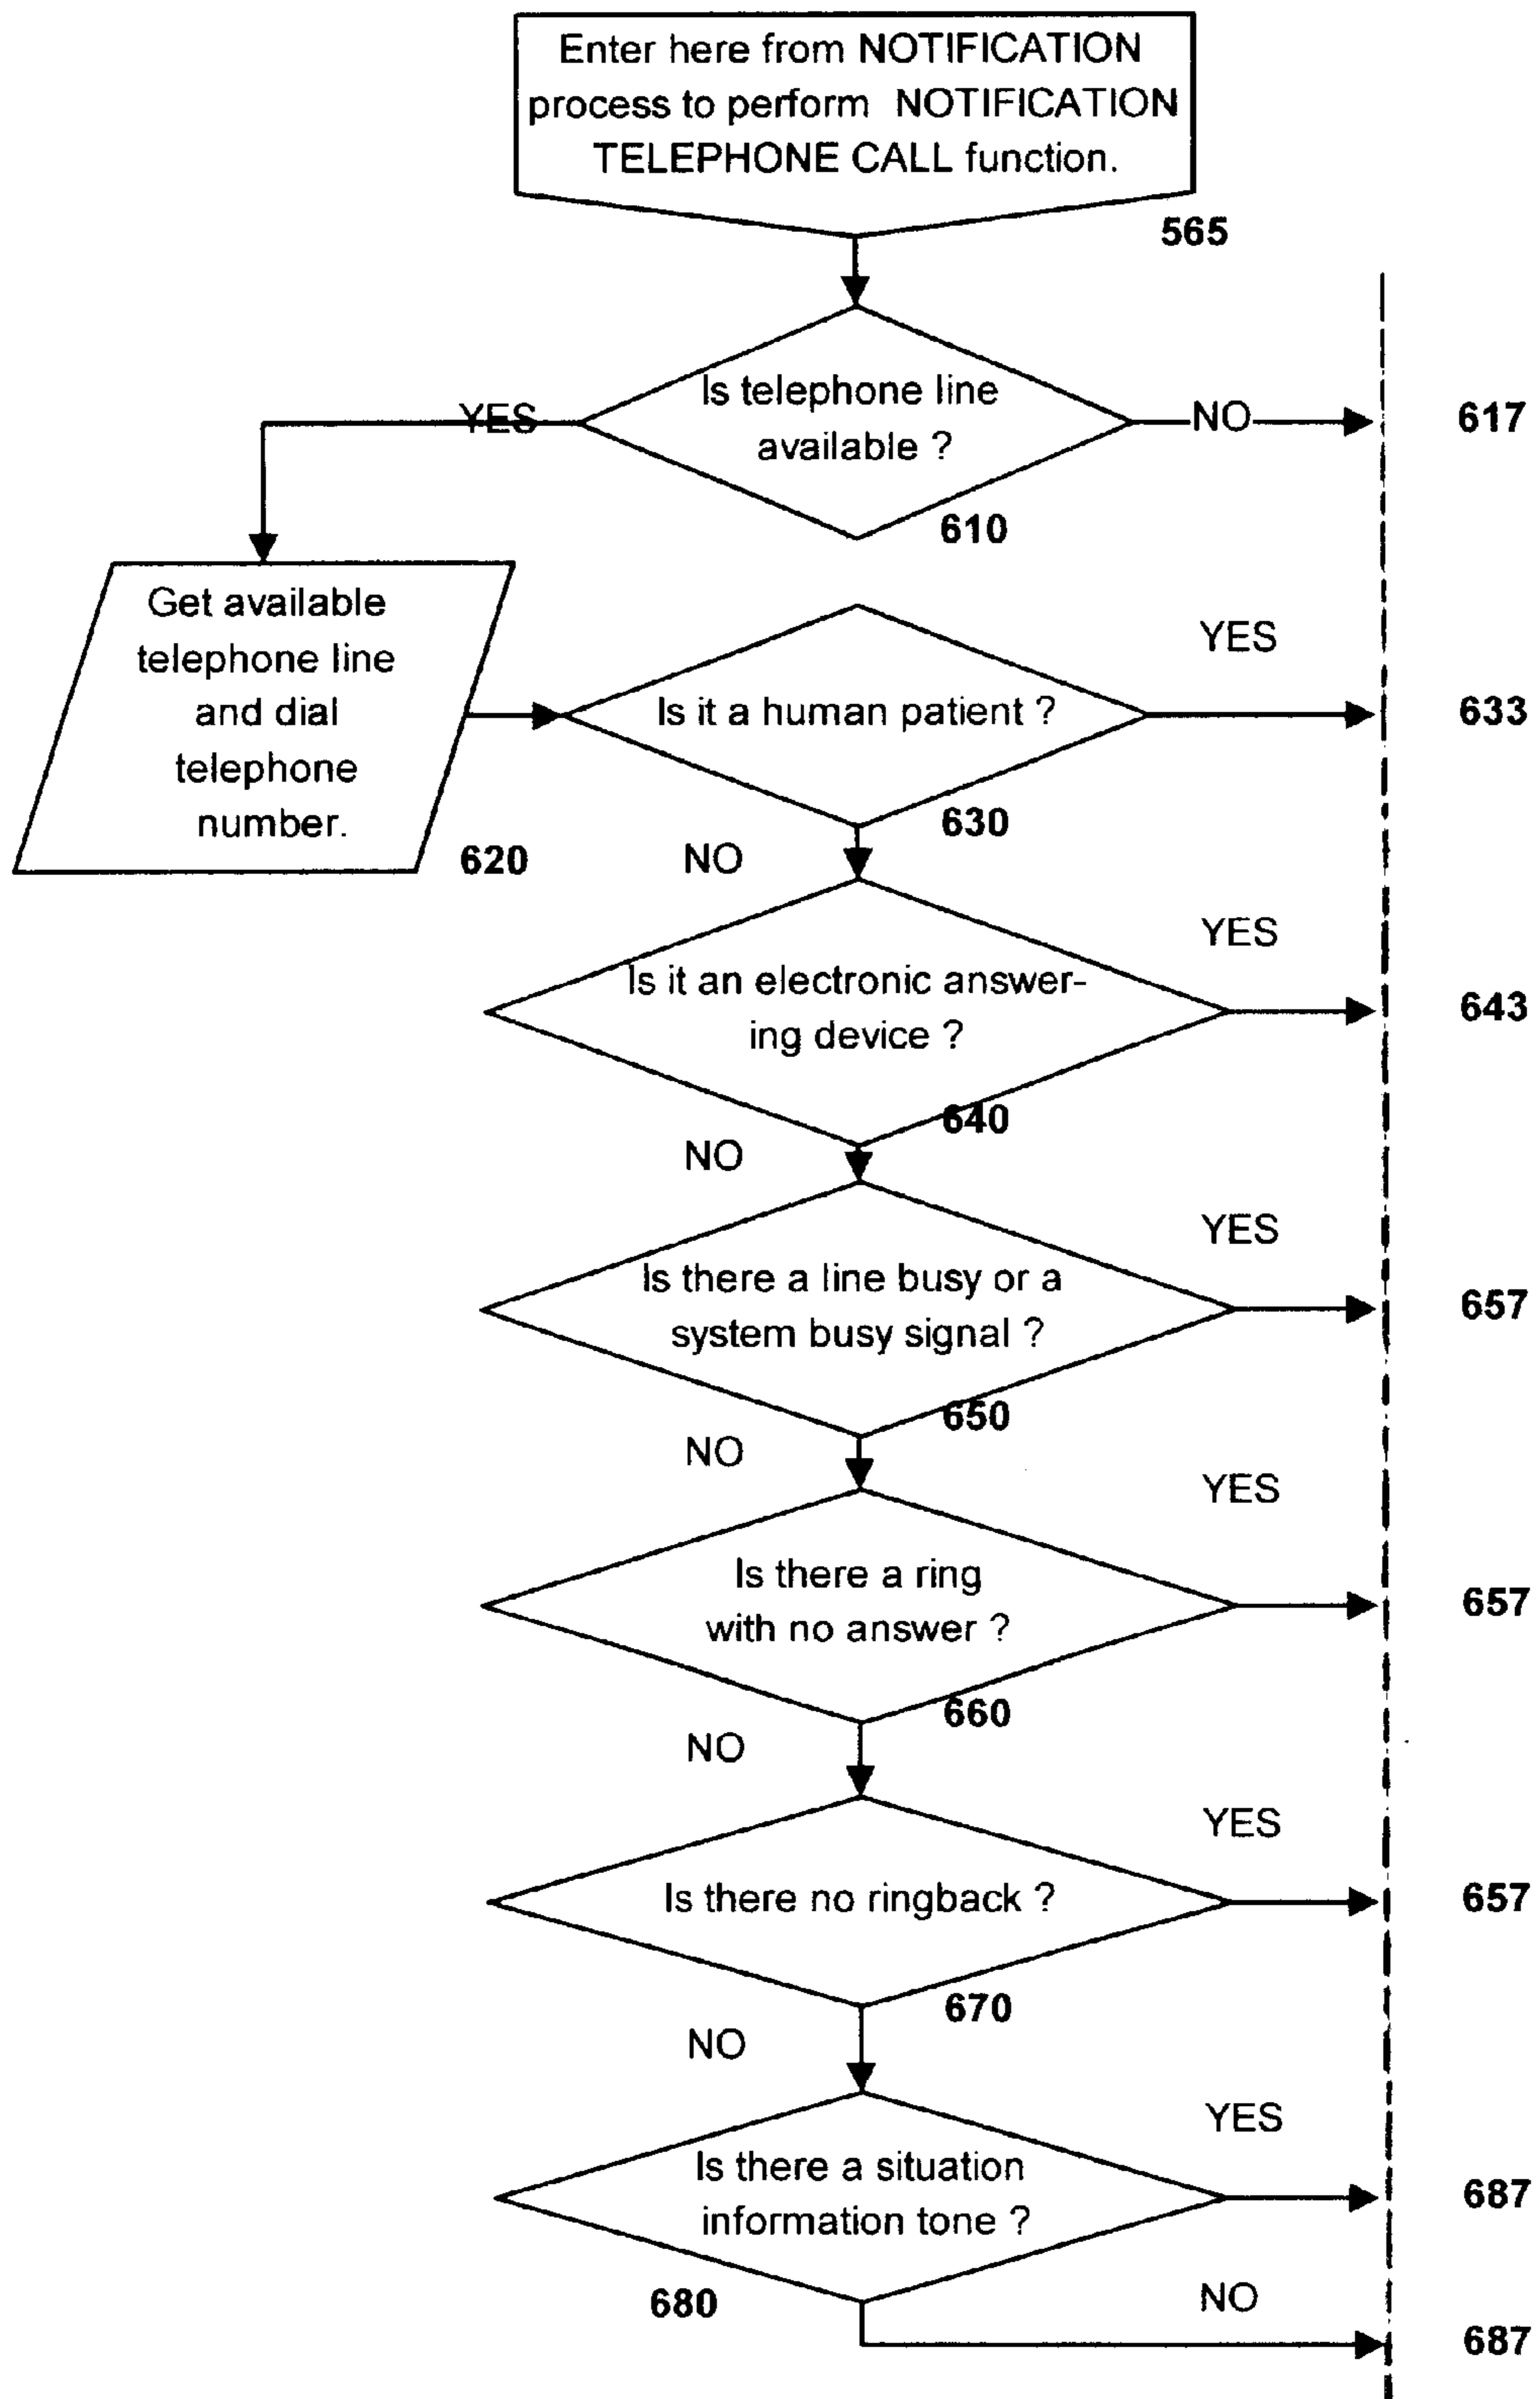 Enter here from NOTIFICATION
process to perform NOTIFICATION
TELEPHONE CALL function.
565
Is telephone line
available ?
YES
NO
617
610
Get available
telephone line
and dial
telephone
number.
620
Is it a human patient ?
YES
633
630
NO
Is it an electronic answer-
ing device ?
YES
643
640
NO
Is there a line busy or a
system busy signal ?
YES
657
650
NO
Is there a ring
with no answer ?
YES
657
660
NO
Is there no ringback ?
YES
657
670
NO
Is there a situation
information tone ?
YES
687
680
NO
687